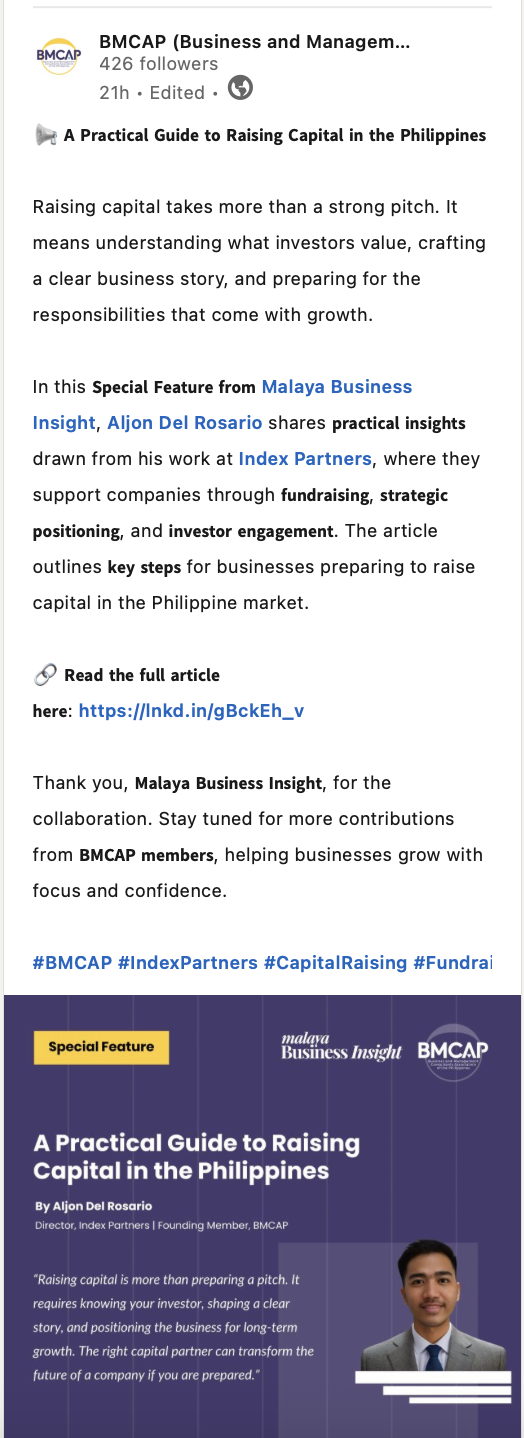 BMCAP
BMCAP (Business and Managem...
426 followers
21h • Edited •
A Practical Guide to Raising Capital in the Philippines
Raising capital takes more than a strong pitch. It
means understanding what investors value, crafting
a clear business story, and preparing for the
responsibilities that come with growth.
In this Special Feature from Malaya Business
Insight, Aljon Del Rosario shares practical insights
drawn from his work at Index Partners, where they
support companies through fundraising, strategic
positioning, and investor engagement. The article
outlines key steps for businesses preparing to raise
capital in the Philippine market.
Read the full article
here: https://lnkd.in/gBckEh_v
Thank you, Malaya Business Insight, for the
collaboration. Stay tuned for more contributions
from BMCAP members, helping businesses grow with
focus and confidence.
#BMCAP #IndexPartners #CapitalRaising #Fundrai
Special Feature
malaya
Business Insight
BMCAP
A Practical Guide to Raising
Capital in the Philippines
By Aljon Del Rosario
Director, Index Partners | Founding Member, BMCAP
“Raising capital is more than preparing a pitch. It
requires knowing your investor, shaping a clear
story, and positioning the business for long-term
growth. The right capital partner can transform the
future of a company if you are prepared.”